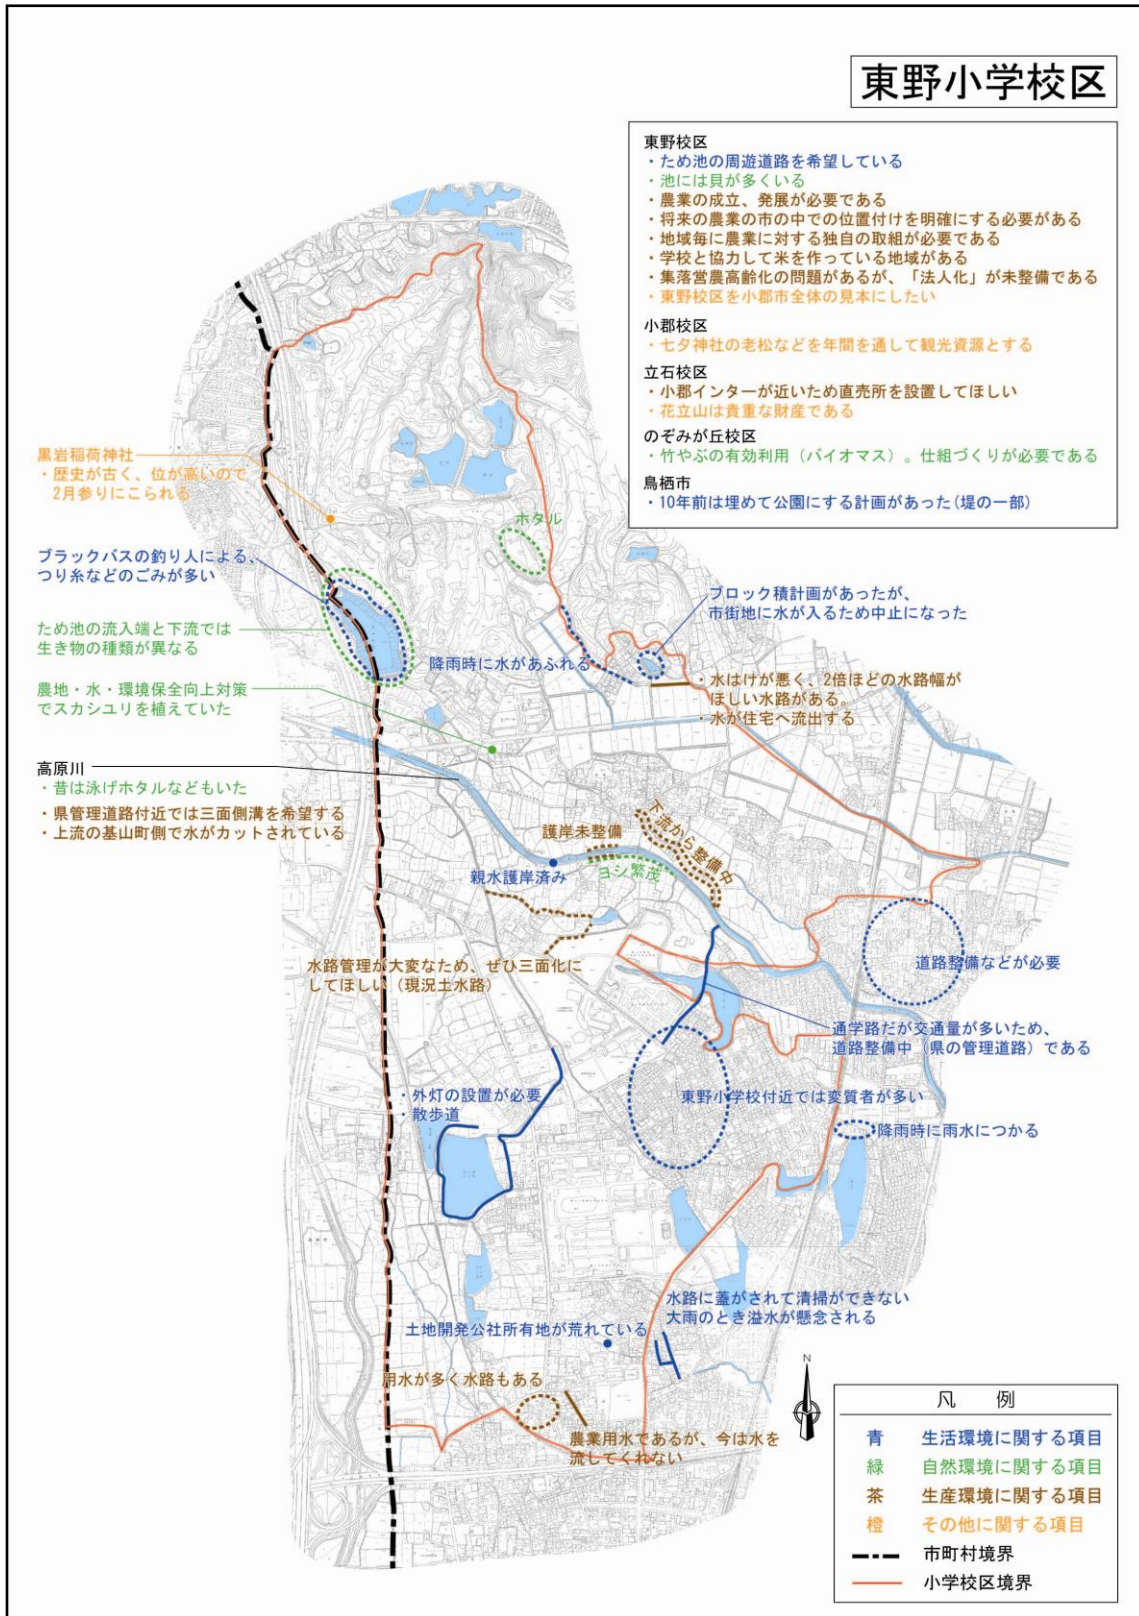 東野小学校区
東野校区
・ため池の周遊道路を希望している
・池には貝が多くいる
・農業の成立、発展が必要である
・将来の農業の市の中での位置付けを明確にする必要がある
・地域毎に農業に対する独自の取組が必要である
・学校と協力して米を作っている地域がある
・集落営農高齢化の問題があるが、「法人化」が未整備である
・東野校区を小郡市全体の見本にしたい
小郡校区
・七夕神社の老松などを年間を通して観光資源とする
立石校区
・小郡インターが近いため直売所を設置してほしい
・花立山は貴重な財産である
のぞみが丘校区
・竹やぶの有効利用（バイオマス）。仕組づくりが必要である
鳥栖市
・10年前は埋めて公園にする計画があった(堤の一部)
黒岩稲荷神社
・歴史が古く、位が高いので
2月参りにこられる
ホタル
ブラックバスの釣り人による、
つり糸などのごみが多い
ブロック積計画があったが、
市街地に水が入るため中止になった
ため池の流入端と下流では
生き物の種類が異なる
降雨時に水があふれる
・水はけが悪く、2倍ほどの水路幅が
ほしい水路がある。
・水が住宅へ流出する
農地・水・環境保全向上対策
でスカシユリを植えていた
高原川
・昔は泳げホタルなどもいた
・県管理道路付近では三面側溝を希望する
・上流の基山町側で水がカットされている
護岸未整備
下流から整備中
親水護岸済み
ヨシ繁茂
水路管理が大変なため、ぜひ三面化に
してほしい（現況土水路）
道路整備などが必要
通学路だが交通量が多いため、
道路整備中（県の管理道路）である
・外灯の設置が必要
・散歩道
東野小学校付近では変質者が多い
降雨時に雨水につかる
水路に蓋がされて清掃ができない
大雨のとき溢水が懸念される
土地開発公社所有地が荒れている
用水が多く水路もある
農業用水であるが、今は水を
流してくれない
N
凡　例
青　生活環境に関する項目
緑　自然環境に関する項目
茶　生産環境に関する項目
橙　その他に関する項目
市町村境界
小学校区境界